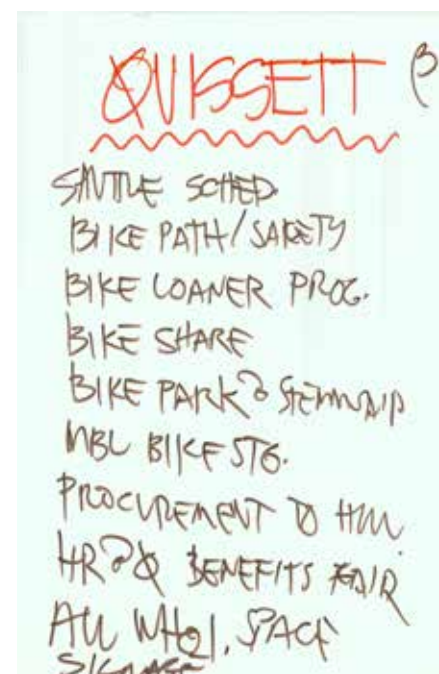 QUISSETT
SHUTTLE SCHED.
BIKE PATH/SAFETY
BIKE LOANER PROG.
BIKE SHARE
BIKE PARK @
MBL BIKE STG.
PROCUREMENT TO
HR @ BENEFITS FAIR
ALL WHOI. SPACE
SIGNAGE